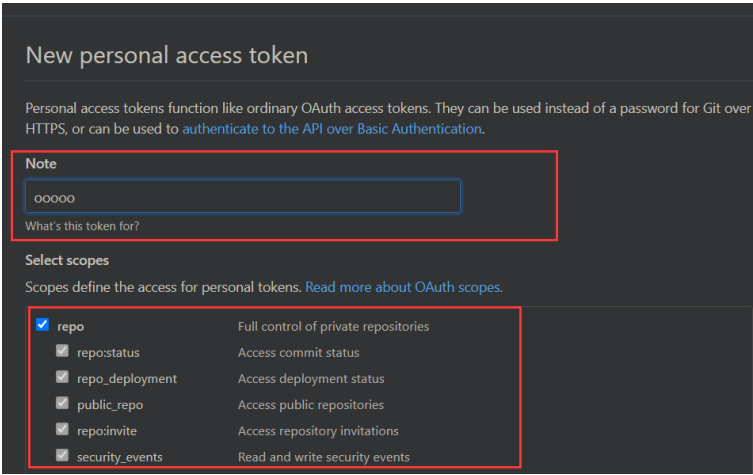 New personal access token
Personal access tokens function like ordinary OAuth access tokens. They can be used instead of a password for Git over
HTTPS, or can be used to authenticate to the API over Basic Authentication.
Note
ooooo
What's this token for?
Select scopes
Scopes define the access for personal tokens. Read more about OAuth scopes.
repo Full control of private repositories
repo:status Access commit status
repo_deployment Access deployment status
public_repo Access public repositories
repo:invite Access repository invitations
security_events Read and write security events